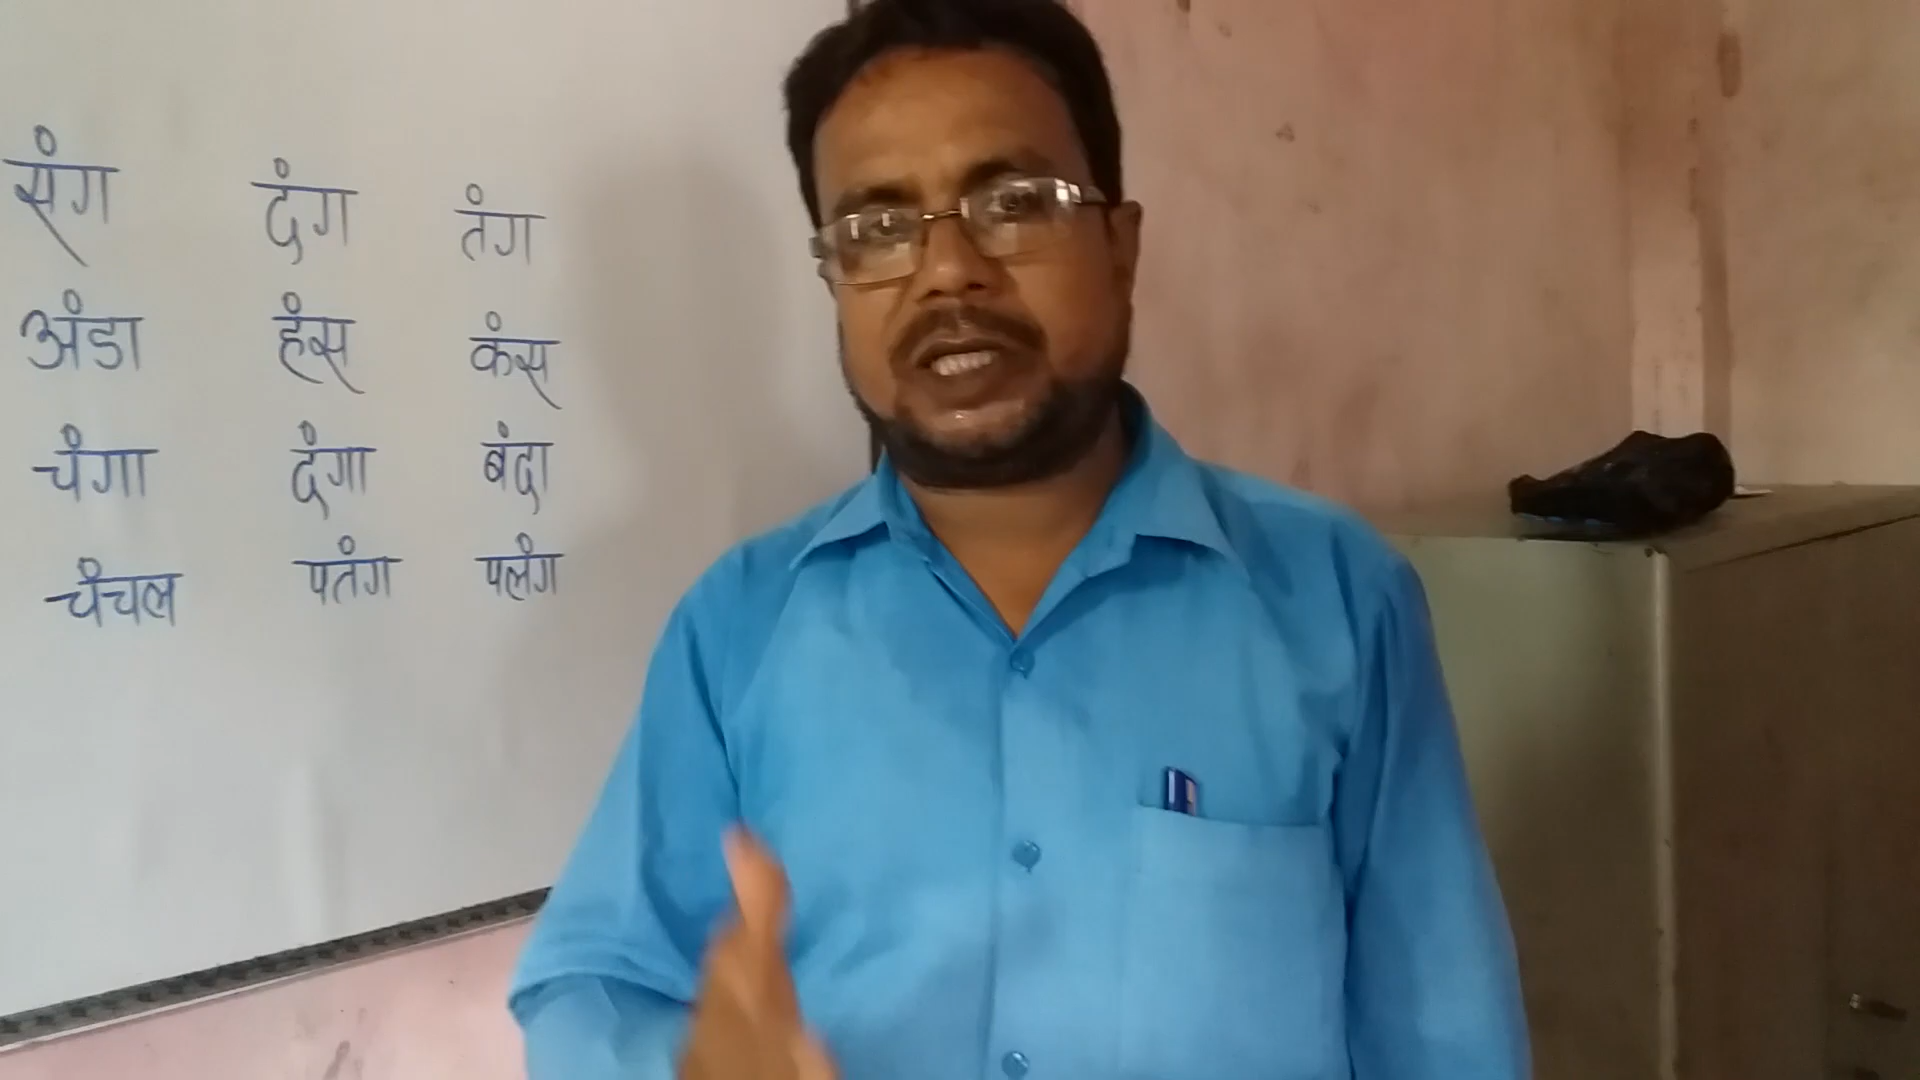 संग दंग तंग
अंडा हंस कंस
चंगा दंगा बंदा
चंचल पतंग पलंग